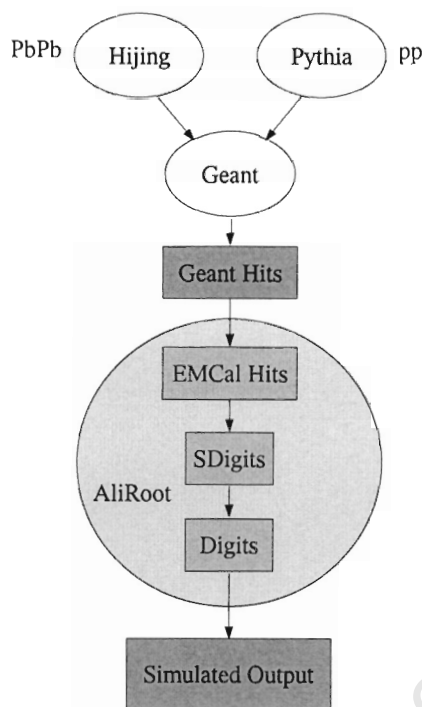 PbPb
Hijing
Pythia
pp
Geant
Geant Hits
EMCal Hits
SDigits
AliRoot
Digits
Simulated Output